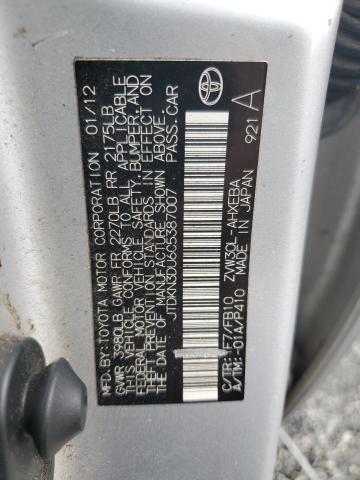 MFD. BY: TOYOTA MOTOR CORPORATION 01/12
GVWR 3980LB, GAWR FR 2270LB RR 2175LB
THIS VEHICLE CONFORMS TO ALL APPLICABLE
FEDERAL MOTOR VEHICLE SAFETY, BUMPER, AND
THEFT PREVENTION STANDARDS IN EFFECT ON
THE DATE OF MANUFACTURE SHOWN ABOVE.
JTDKN3DU6C5387007 PASS.CAR
C/TR: 1F7/FB10 ZVW30L-AHXEBA
A/TM: -01A/P410 MADE IN JAPAN
921 A